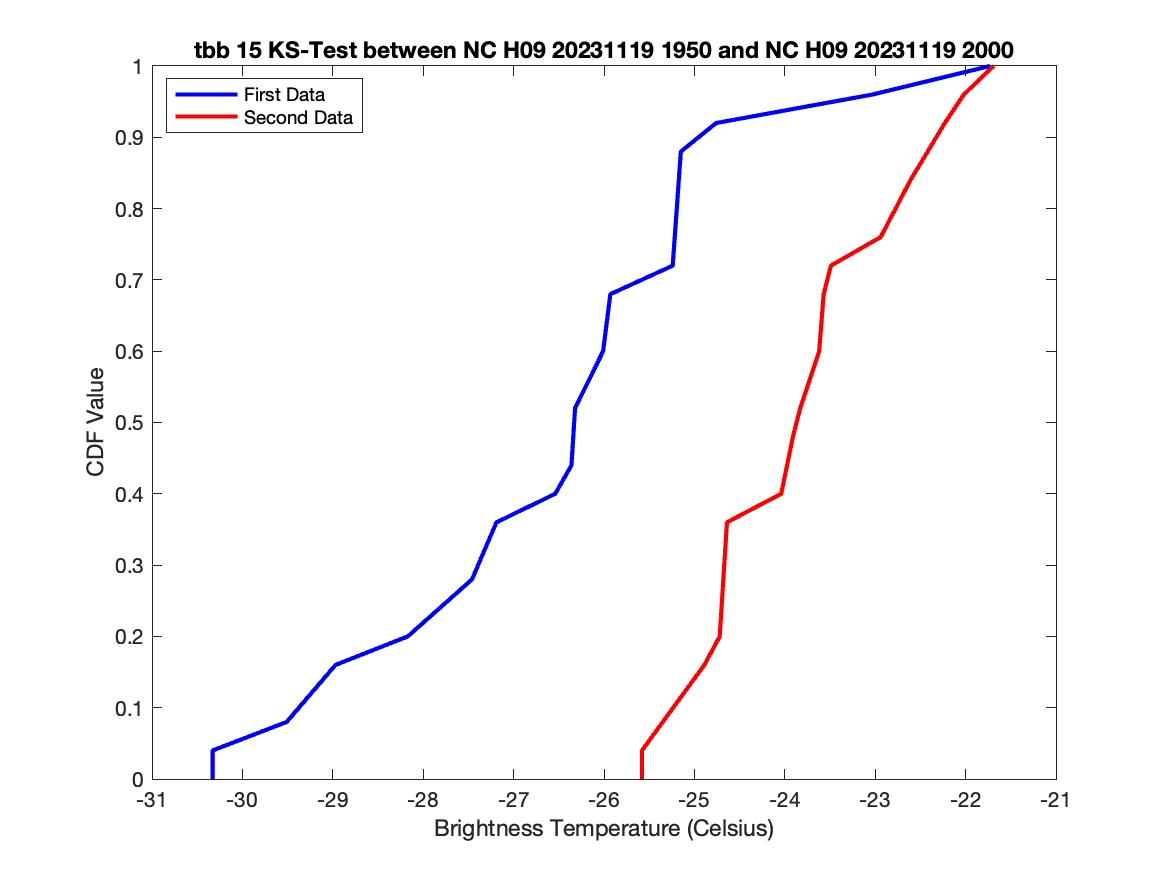 tbb 15 KS-Test between NC H09 20231119 1950 and NC H09 20231119 2000
First Data
Second Data
1
0.9
0.8
0.7
0.6
0.5
0.4
0.3
0.2
0.1
0
CDF Value
-31 -30 -29 -28 -27 -26 -25 -24 -23 -22 -21
Brightness Temperature (Celsius)